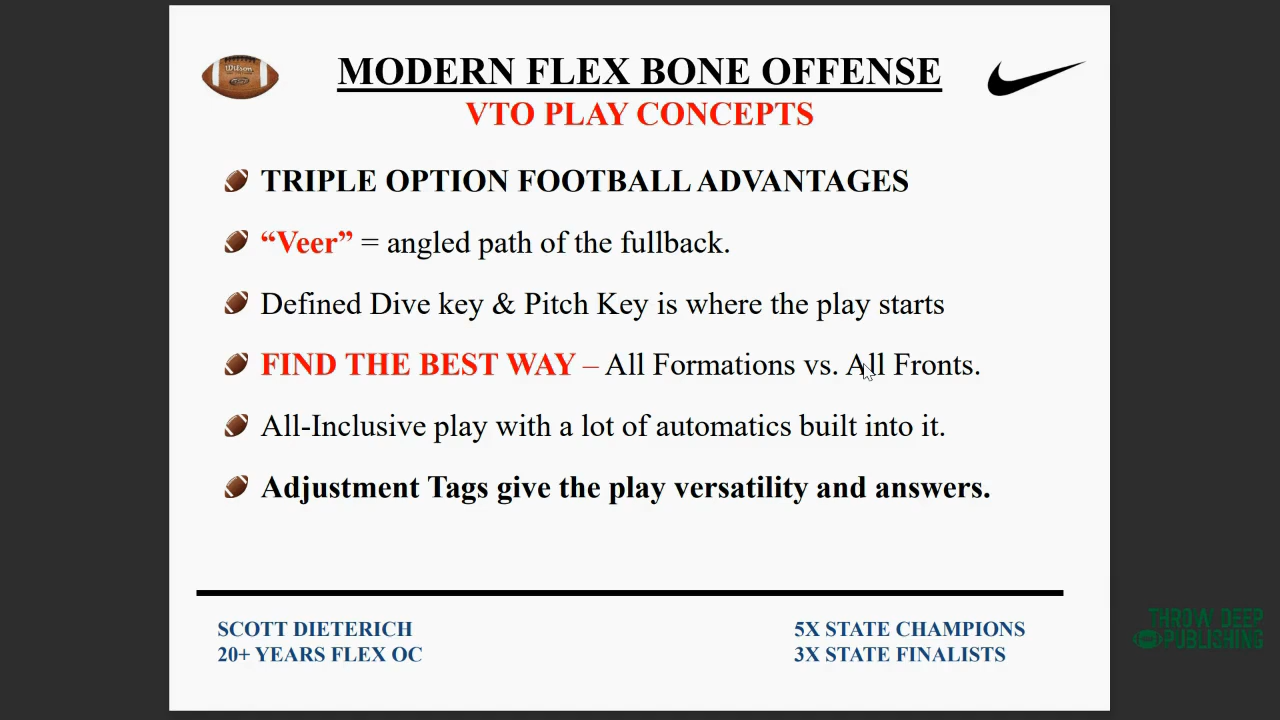 MODERN FLEX BONE OFFENSE
VTO PLAY CONCEPTS
Wilson
TRIPLE OPTION FOOTBALL ADVANTAGES
“Veer” = angled path of the fullback.
Defined Dive key & Pitch Key is where the play starts
FIND THE BEST WAY – All Formations vs. All Fronts.
All-Inclusive play with a lot of automatics built into it.
Adjustment Tags give the play versatility and answers.
SCOTT DIETERICH
20+ YEARS FLEX OC
5X STATE CHAMPIONS
3X STATE FINALISTS
THROW DEEP
PUBLISHING